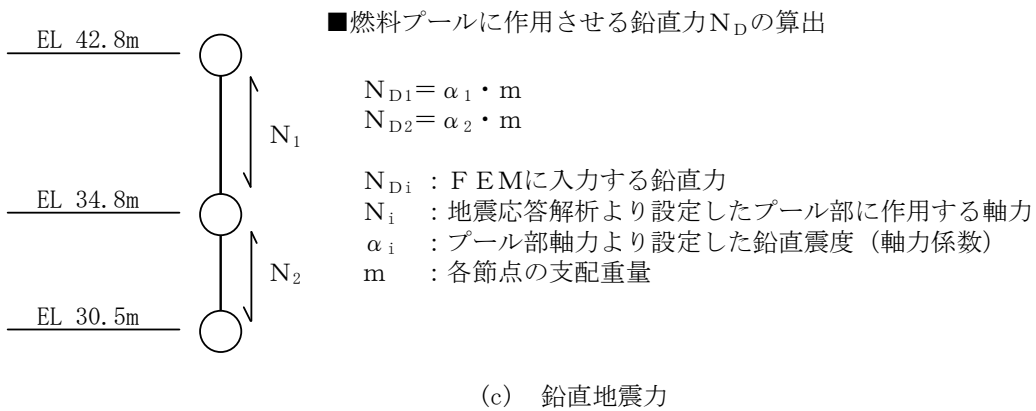 ■燃料プールに作用させる鉛直力N_Dの算出
EL 42.8m
N_D1＝α_1・m
N_D2＝α_2・m
N_1
N_Di：ＦＥＭに入力する鉛直力
EL 34.8m
N_i：地震応答解析より設定したプール部に作用する軸力
α_i：プール部軸力より設定した鉛直震度（軸力係数）
N_2
m：各節点の支配重量
EL 30.5m
(c) 鉛直地震力